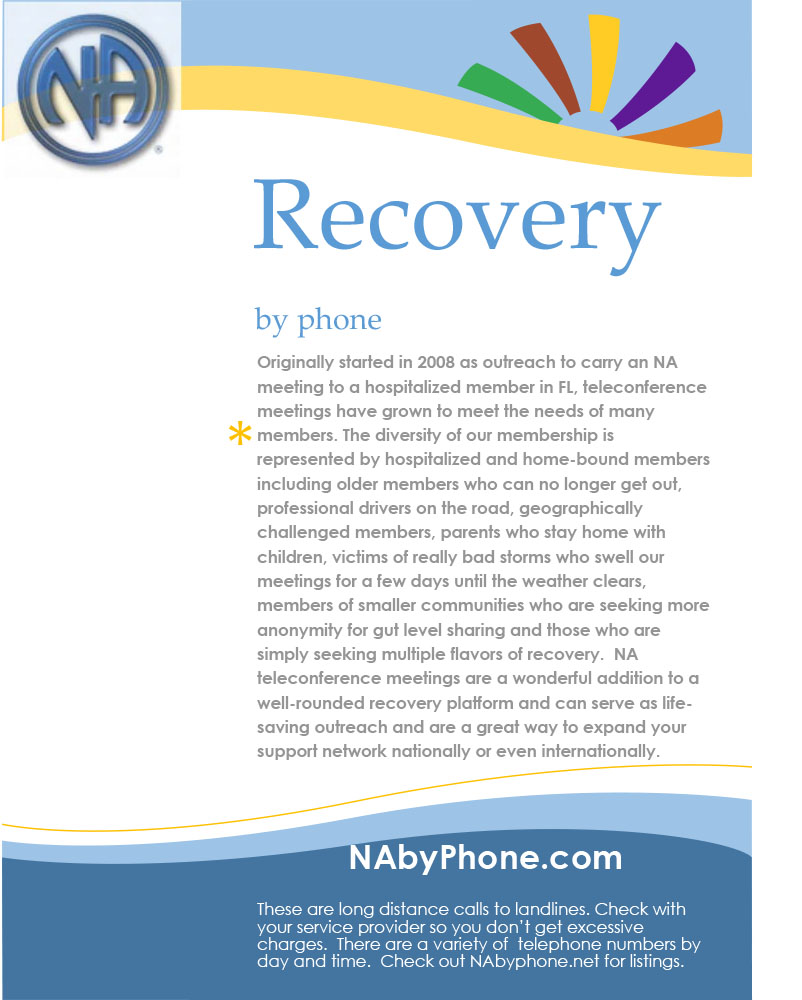 NA
®
Recovery
by phone
Originally started in 2008 as outreach to carry an NA
meeting to a hospitalized member in FL, teleconference
meetings have grown to meet the needs of many
* members. The diversity of our membership is
represented by hospitalized and home-bound members
including older members who can no longer get out,
professional drivers on the road, geographically
challenged members, parents who stay home with
children, victims of really bad storms who swell our
meetings for a few days until the weather clears,
members of smaller communities who are seeking more
anonymity for gut level sharing and those who are
simply seeking multiple flavors of recovery.  NA
teleconference meetings are a wonderful addition to a
well-rounded recovery platform and can serve as life-
saving outreach and are a great way to expand your
support network nationally or even internationally.
NAbyPhone.com
These are long distance calls to landlines. Check with
your service provider so you don’t get excessive
charges.  There are a variety of  telephone numbers by
day and time.  Check out NAbyphone.net for listings.